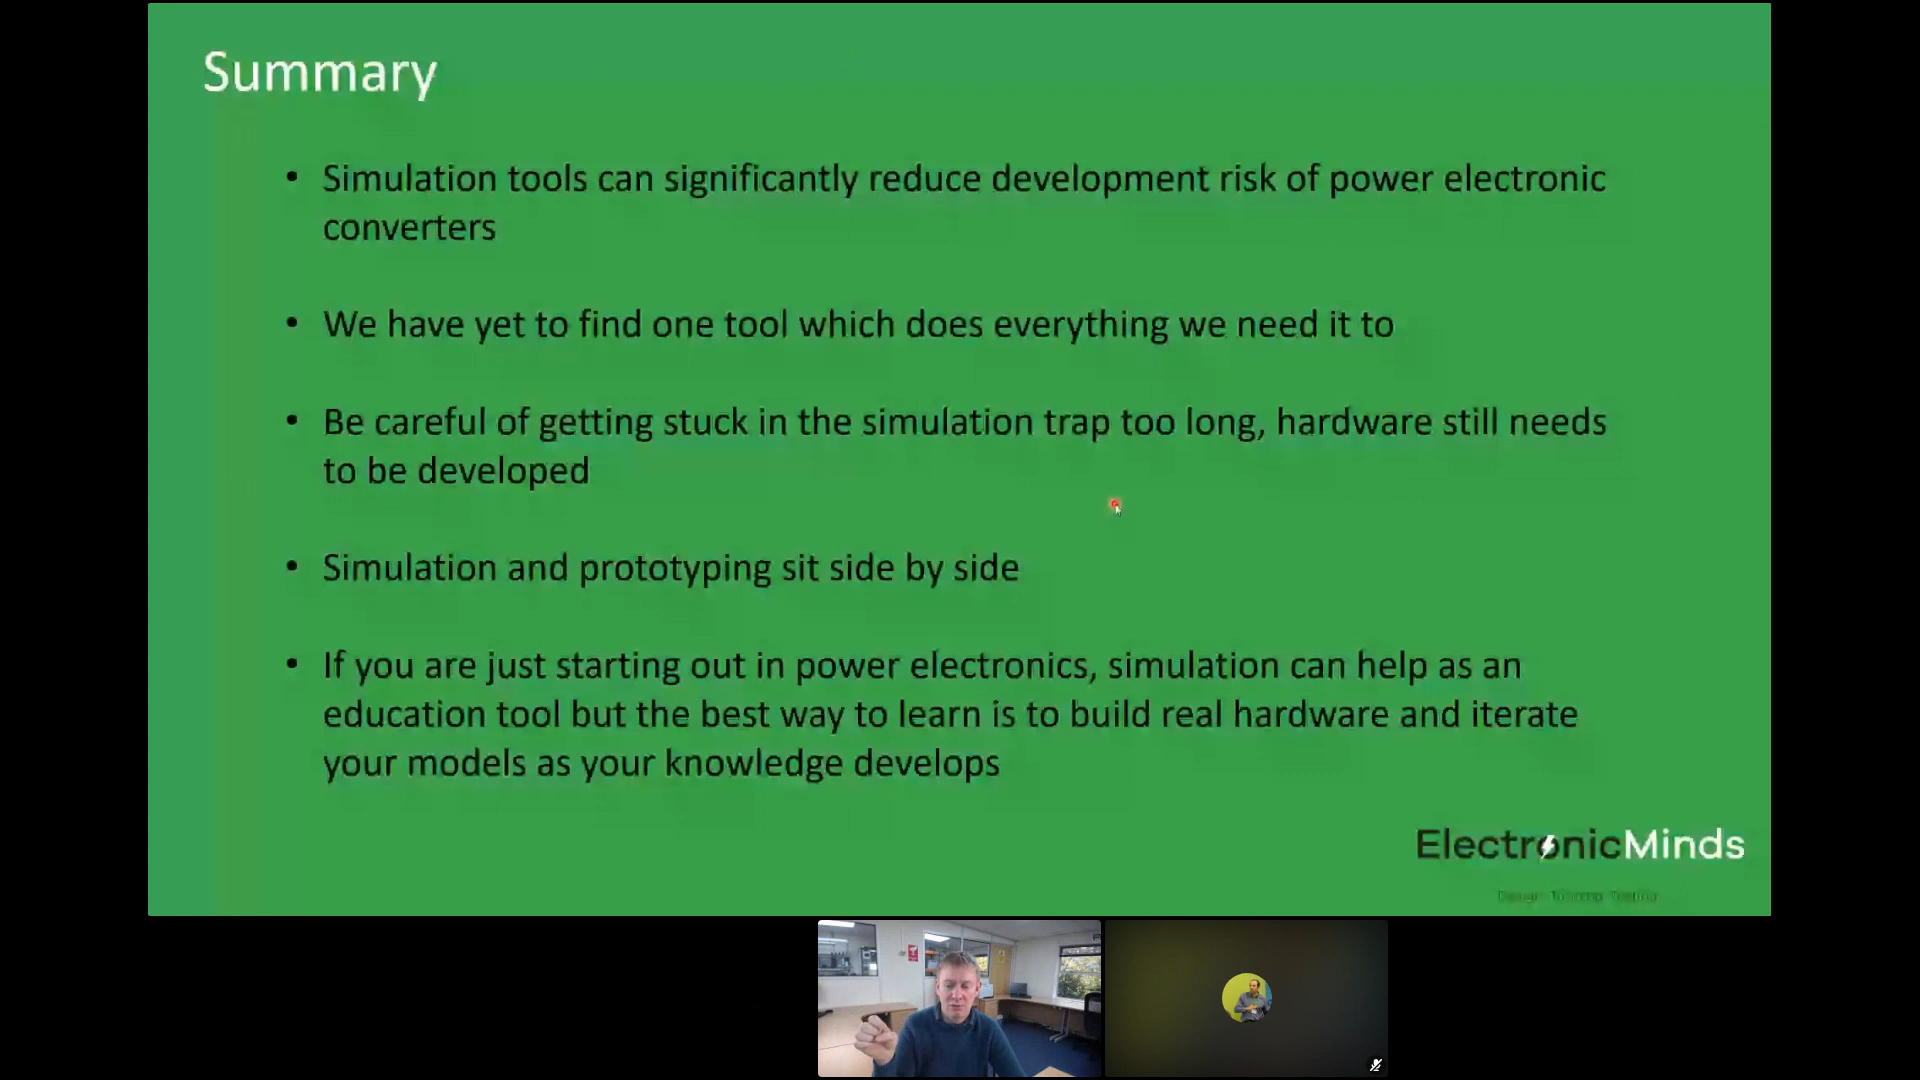 Summary
• Simulation tools can significantly reduce development risk of power electronic
converters
• We have yet to find one tool which does everything we need it to
• Be careful of getting stuck in the simulation trap too long, hardware still needs
to be developed
• Simulation and prototyping sit side by side
• If you are just starting out in power electronics, simulation can help as an
education tool but the best way to learn is to build real hardware and iterate
your models as your knowledge develops
ElectronicMinds